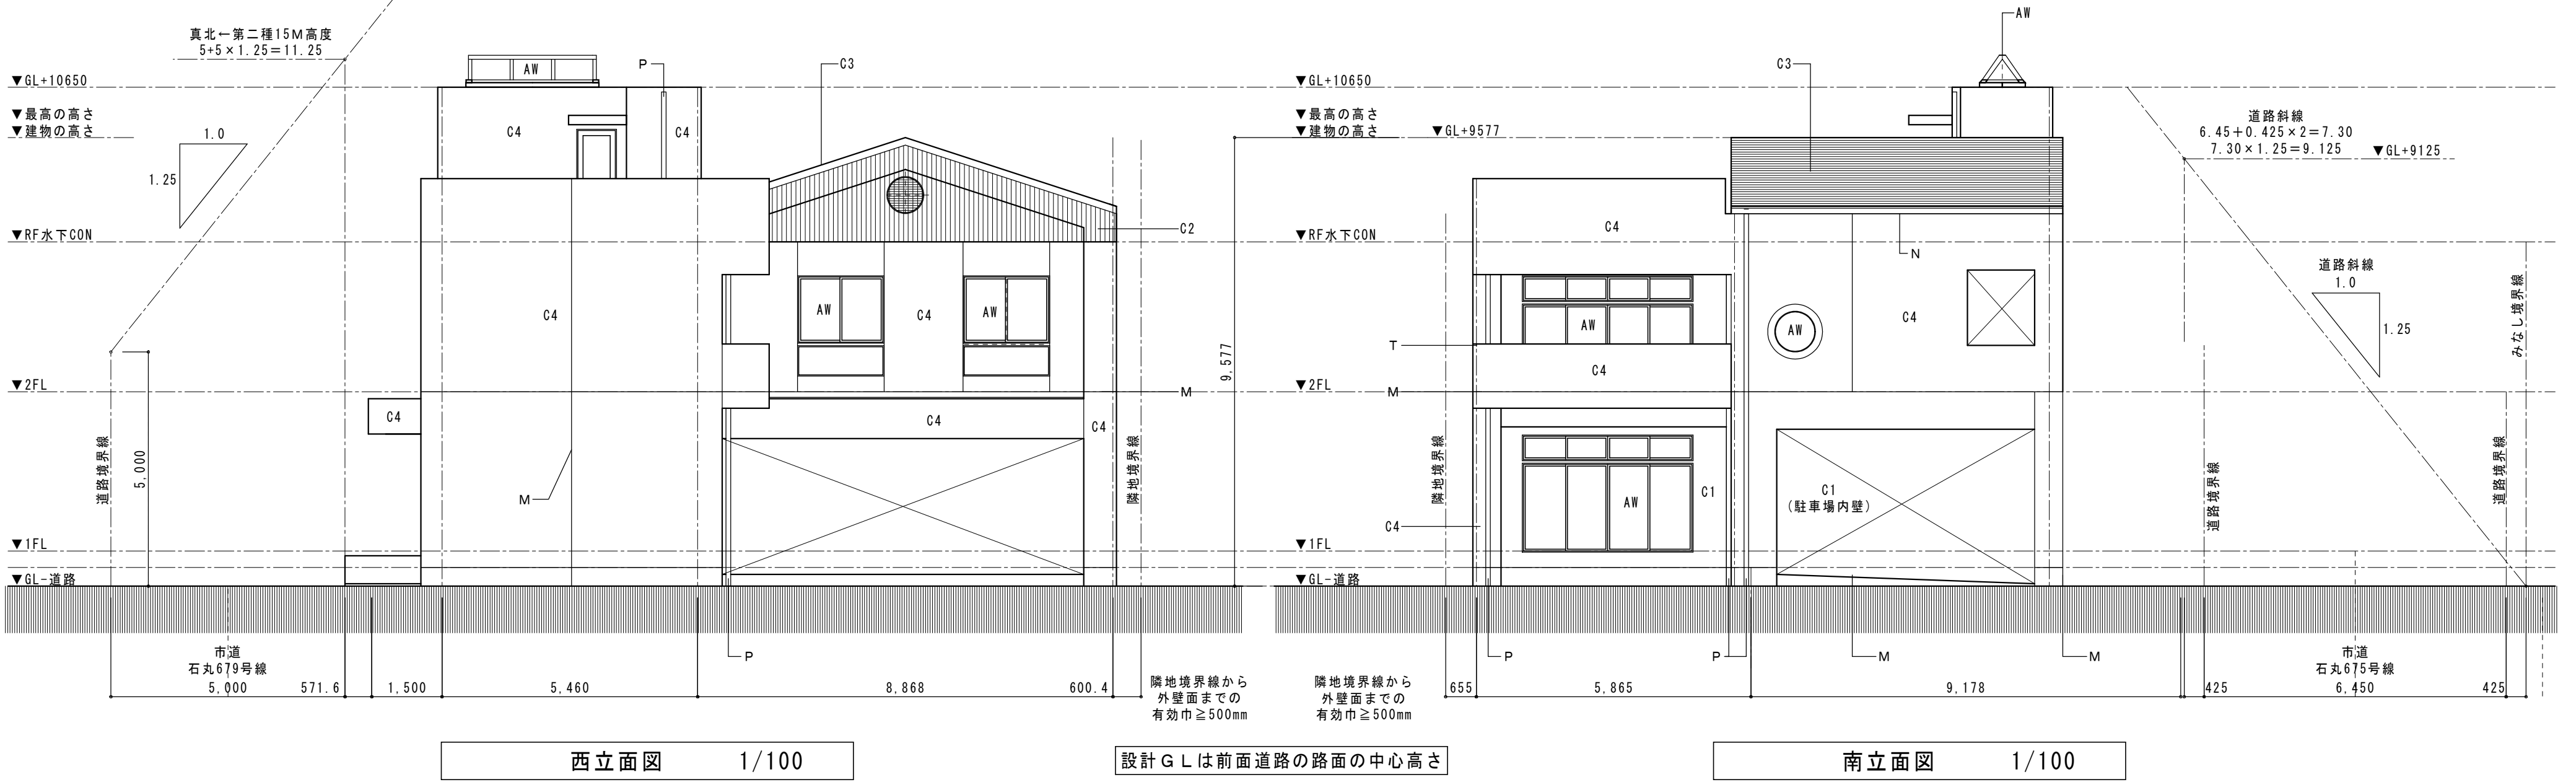 真北←第二種15M高度
5+5×1.25=11.25
▼GL+10650
▼最高の高さ
▼建物の高さ
1.0
1.25
▼RF水下CON
▼2FL
▼1FL
▼GL-道路
道路境界線
5,000
AW
P
C3
C4
C4
C2
C4
AW
C4
AW
M
C4
C4
C4
M
隣地境界線
P
市道
石丸679号線
5,000
571.6
1,500
5,460
8,868
600.4
隣地境界線から
外壁面までの
有効巾≧500mm
西立面図 1/100
9,577
設計GLは前面道路の路面の中心高さ
▼GL+10650
▼最高の高さ
▼建物の高さ
▼GL+9577
▼RF水下CON
▼2FL
▼1FL
▼GL-道路
AW
C3
C4
N
AW
AW
C4
T
C4
M
隣地境界線
C1
AW
C4
C1
(駐車場内壁)
P
P
M
M
道路斜線
6.45+0.425×2=7.30
7.30×1.25=9.125
▼GL+9125
道路斜線
1.0
1.25
みなし境界線
道路境界線
道路境界線
市道
石丸675号線
隣地境界線から
外壁面までの
有効巾≧500mm
655
5,865
9,178
425
6,450
425
南立面図 1/100